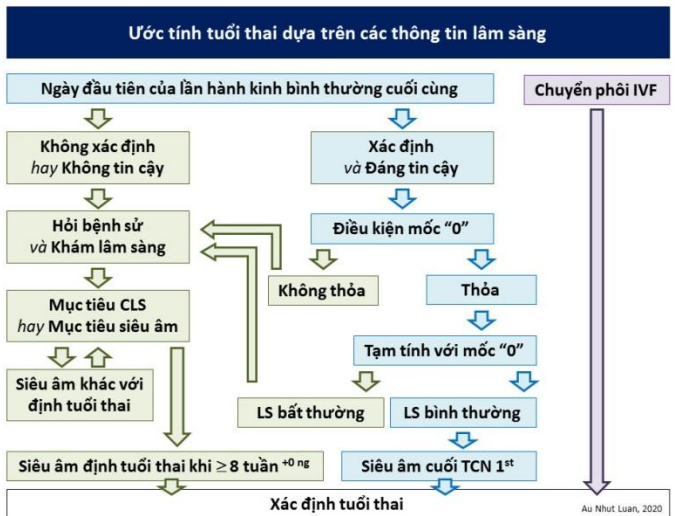 Ước tính tuổi thai dựa trên các thông tin lâm sàng
Ngày đầu tiên của lần hành kinh bình thường cuối cùng
Chuyển phôi IVF
Không xác định
hay Không tin cậy
Xác định
và Đáng tin cậy
Hỏi bệnh sử
và Khám lâm sàng
Điều kiện mốc “0”
Không thỏa
Thỏa
Mục tiêu CLS
hay Mục tiêu siêu âm
Tạm tính với mốc “0”
Siêu âm khác với
định tuổi thai
LS bất thường
LS bình thường
Siêu âm định tuổi thai khi ≥ 8 tuần +0 ng
Siêu âm cuối TCN 1st
Xác định tuổi thai
Au Nhut Luan, 2020